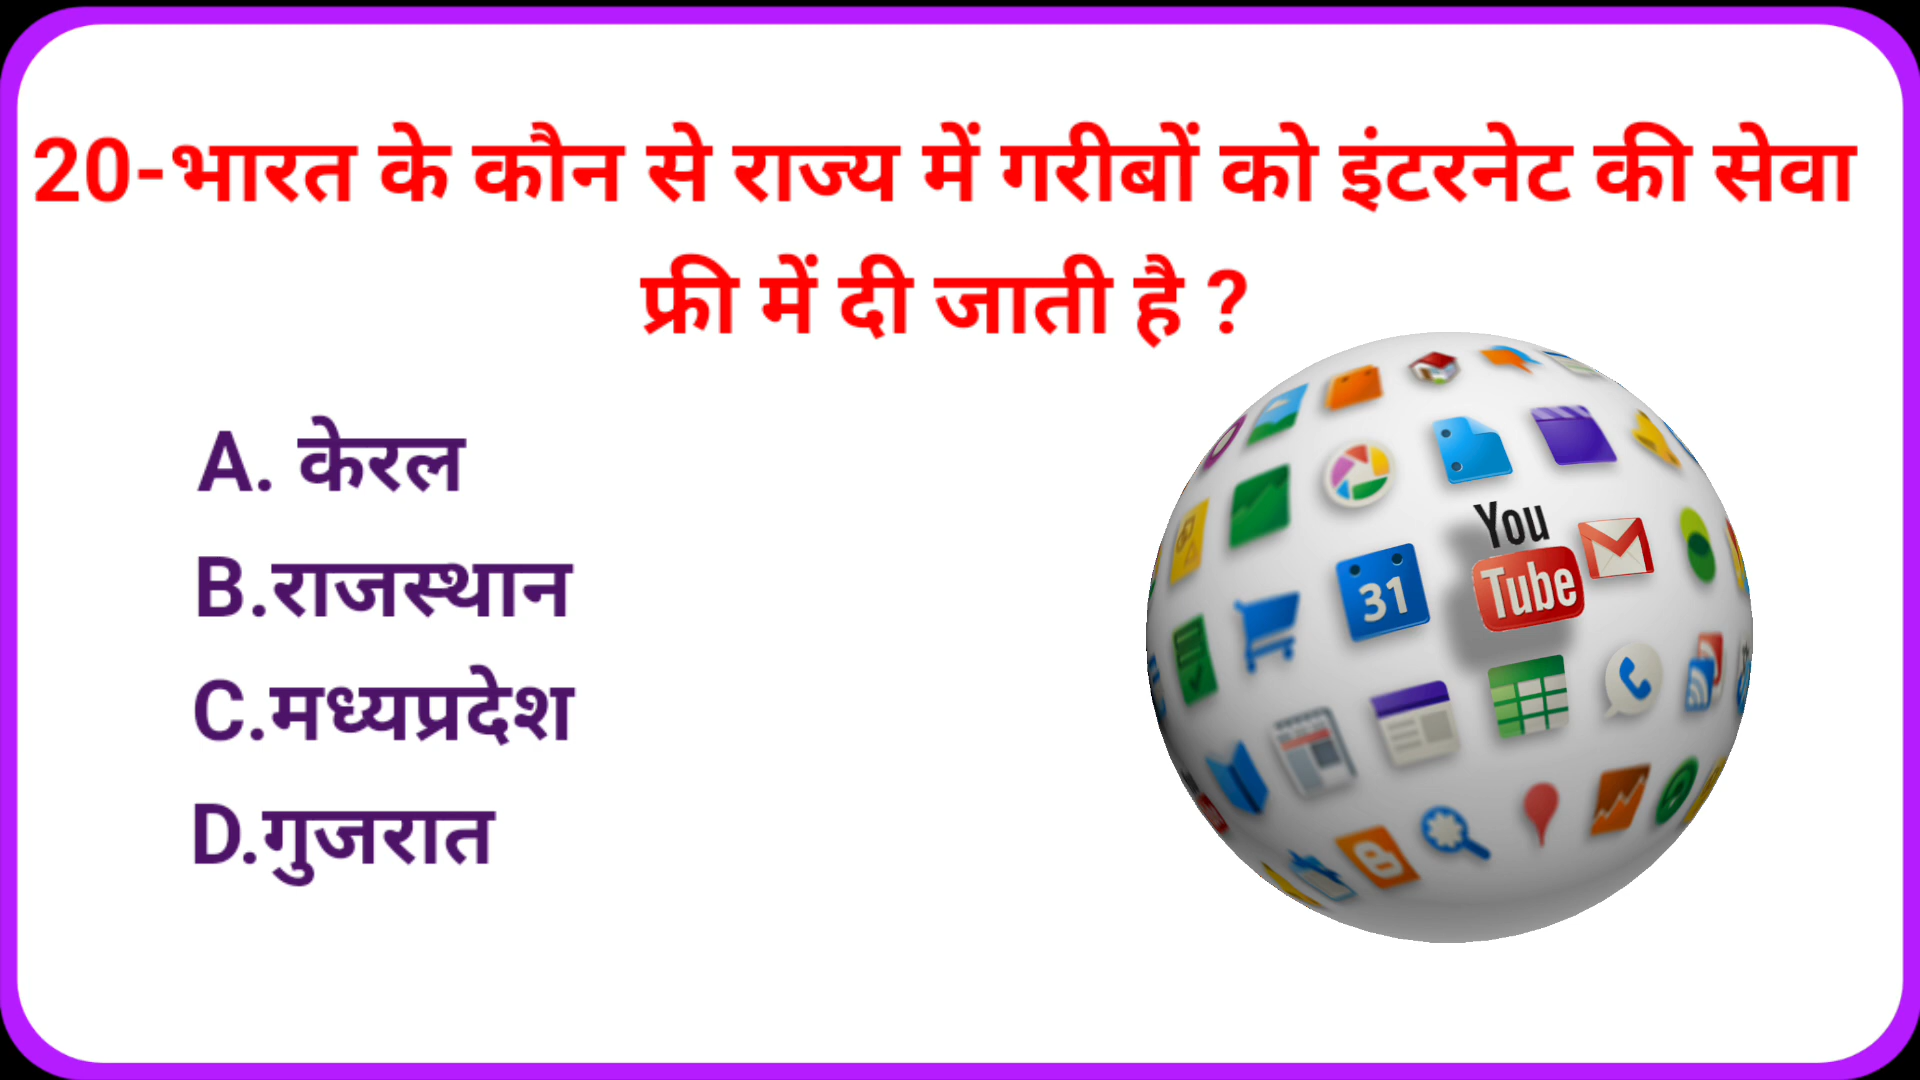 20-भारत के कौन से राज्य में गरीबों को इंटरनेट की सेवा
फ्री में दी जाती है ?
A. केरल
B.राजस्थान
C.मध्यप्रदेश
D.गुजरात
You
Tube
31